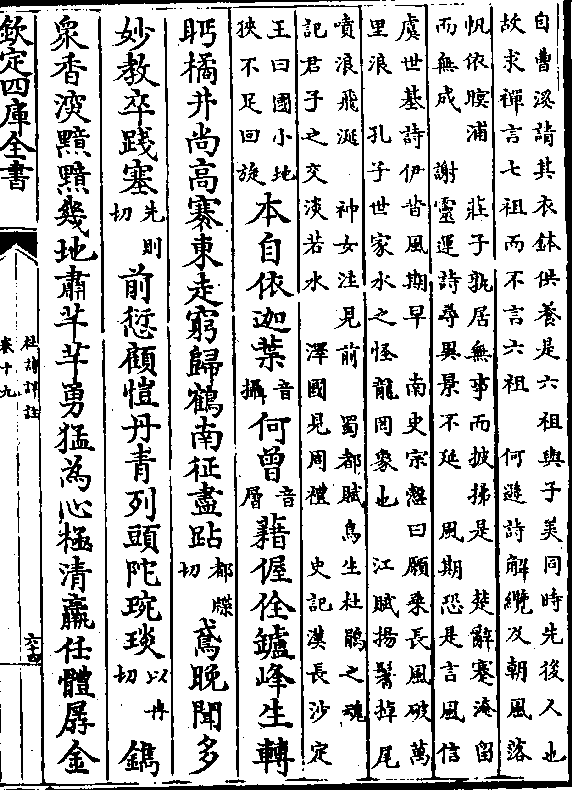 自曹溪請其衣鉢供養是六祖與子美同時先後人也
故求禪言七祖而不言六祖　何遜詩解纜及朝風落
帆依暝浦　莊子孰居無事而披拂是　楚辭蹇淹留
而無成　謝靈運詩尋異景不延　風期恐是言風信
虞世基詩伊昔風期早　南史宗慤曰願乘長風破萬
里浪　孔子世家水之怪龍罔象也　江賦揚鬐掉尾
噴浪飛涎　神女注見前　蜀都賦鳥生杜鵑之魂
記君子之交淡若水　澤國見周禮　史記漢長沙定
王曰國小地狹不足回旋本自依迦葉音攝何曾音層藉偓佺鑪峰生轉
眄橘井尚高褰東走窮歸鶴南征盡跕都牒切鳶晚聞多
妙教卒踐塞先則切前愆顧愷丹青列頭陀琬琰以冉切鐫
衆香深黯黯幾地肅芊芊勇猛為心極清羸任體孱金
欽定四庫全書
杜詩詳註
卷十九
六十四